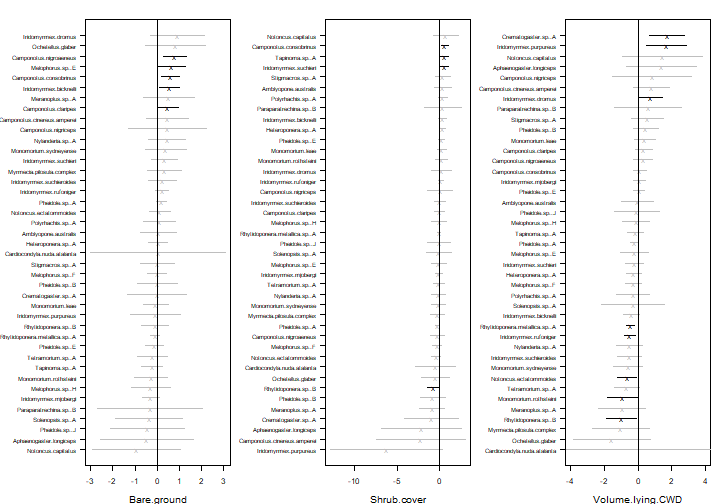 Iridomyrmex.dromus
Ochetellus.glaber
Camponotus.nigroaeneus
Melophorus.sp...E
Camponotus.consobrinus
Iridomyrmex.bicknelli
Meranoplus.sp...A
Camponotus.claripes
Camponotus.cinereus.amperei
Camponotus.nigriceps
Nylanderia.sp...A
Monomorium.sydneyense
Iridomyrmex.suchieri
Myrmecia.pilosula.complex
Iridomyrmex.suchieroides
Iridomyrmex.rufoniger
Pheidole.sp...A
Notoncus.ectatommoides
Polyrhachis.sp...A
Amblyopone.australis
Heteroponera.sp...A
Cardiocondyla.nuda.atalanta
Stigmacros.sp...A
Melophorus.sp...F
Pheidole.sp...B
Crematogaster.sp...A
Monomorium.leae
Iridomyrmex.purpureus
Rhytidoponera.sp...B
Rhytidoponera.metallica.sp...A
Pheidole.sp...E
Tetramorium.sp...A
Tapinoma.sp...A
Monomorium.rothsteini
Melophorus.sp...H
Iridomyrmex.mjobergi
Paraparatrechina.sp...B
Solenopsis.sp...A
Pheidole.sp...J
Aphaenogaster.longiceps
Notoncus.capitatus
-3 -2 -1 0 1 2 3
Bare.ground
Notoncus.capitatus
Camponotus.consobrinus
Tapinoma.sp...A
Iridomyrmex.suchieri
Stigmacros.sp...A
Amblyopone.australis
Polyrhachis.sp...A
Paraparatrechina.sp...B
Iridomyrmex.bicknelli
Heteroponera.sp...A
Pheidole.sp...E
Monomorium.leae
Monomorium.rothsteini
Iridomyrmex.dromus
Iridomyrmex.rufoniger
Camponotus.nigriceps
Iridomyrmex.suchieroides
Camponotus.claripes
Melophorus.sp...H
Rhytidoponera.metallica.sp...A
Pheidole.sp...J
Solenopsis.sp...A
Melophorus.sp...E
Iridomyrmex.mjobergi
Tetramorium.sp...A
Nylanderia.sp...A
Monomorium.sydneyense
Myrmecia.pilosula.complex
Pheidole.sp...A
Camponotus.nigroaeneus
Melophorus.sp...F
Notoncus.ectatommoides
Cardiocondyla.nuda.atalanta
Ochetellus.glaber
Rhytidoponera.sp...B
Pheidole.sp...B
Meranoplus.sp...A
Crematogaster.sp...A
Aphaenogaster.longiceps
Camponotus.cinereus.amperei
Iridomyrmex.purpureus
-10 -5 0
Shrub.cover
Crematogaster.sp...A
Iridomyrmex.purpureus
Notoncus.capitatus
Aphaenogaster.longiceps
Camponotus.nigriceps
Camponotus.cinereus.amperei
Iridomyrmex.dromus
Paraparatrechina.sp...B
Stigmacros.sp...A
Pheidole.sp...B
Monomorium.leae
Camponotus.claripes
Camponotus.nigroaeneus
Camponotus.consobrinus
Iridomyrmex.mjobergi
Pheidole.sp...E
Amblyopone.australis
Pheidole.sp...J
Melophorus.sp...H
Tapinoma.sp...A
Pheidole.sp...A
Melophorus.sp...E
Iridomyrmex.suchieri
Heteroponera.sp...A
Melophorus.sp...F
Polyrhachis.sp...A
Solenopsis.sp...A
Iridomyrmex.bicknelli
Rhytidoponera.metallica.sp...A
Iridomyrmex.rufoniger
Nylanderia.sp...A
Iridomyrmex.suchieroides
Monomorium.sydneyense
Notoncus.ectatommoides
Tetramorium.sp...A
Monomorium.rothsteini
Meranoplus.sp...A
Rhytidoponera.sp...B
Myrmecia.pilosula.complex
Ochetellus.glaber
Cardiocondyla.nuda.atalanta
-4 -2 0 2 4
Volume.lying.CWD